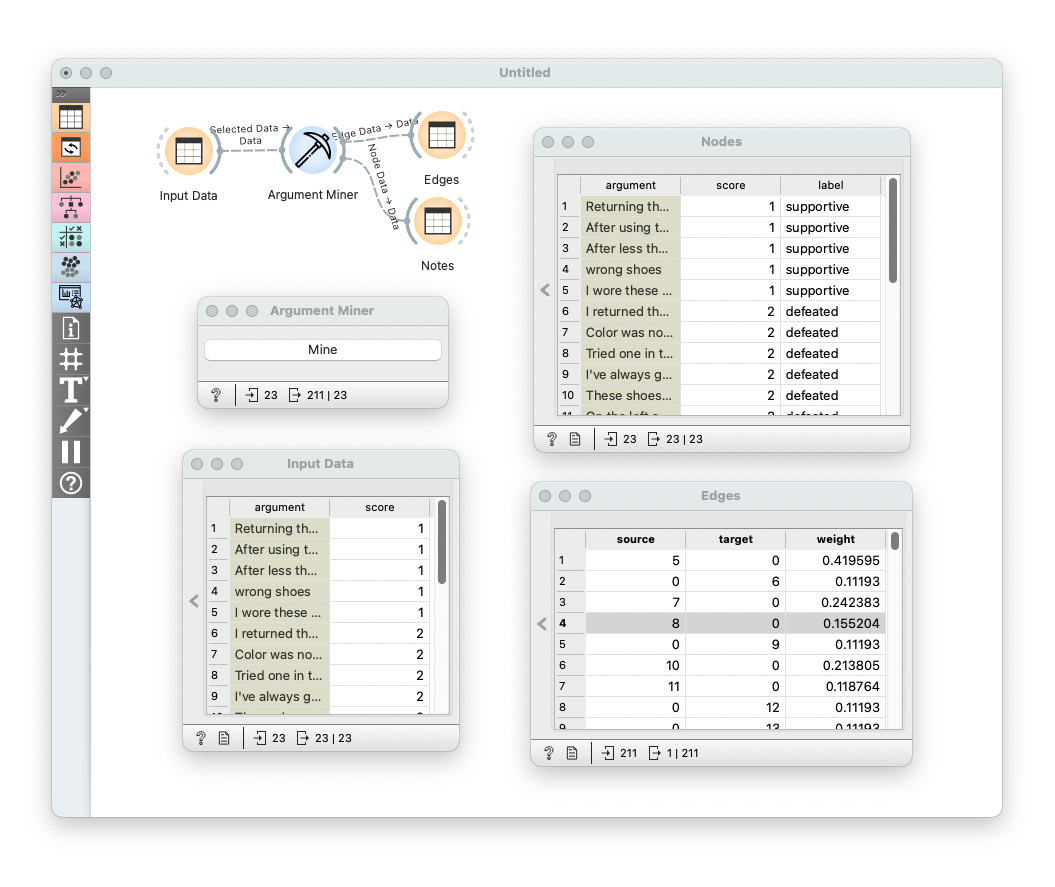 Untitled
Selected Data → Data
Edge Data → Data
Node Data → Data
Input Data
Argument Miner
Edges
Notes
Argument Miner
Mine
? 23 211 | 23
Input Data
argument score
1 Returning th... 1
2 After using t... 1
3 After less th... 1
4 wrong shoes 1
5 I wore these ... 1
6 I returned th... 2
7 Color was no... 2
8 Tried one in t... 2
9 I've always g... 2
? 23 23 | 23
Nodes
argument score label
1 Returning th... 1 supportive
2 After using t... 1 supportive
3 After less th... 1 supportive
4 wrong shoes 1 supportive
5 I wore these ... 1 supportive
6 I returned th... 2 defeated
7 Color was no... 2 defeated
8 Tried one in t... 2 defeated
9 I've always g... 2 defeated
10 These shoes... 2 defeated
? 23 23 | 23
Edges
source target weight
1 5 0 0.419595
2 0 6 0.11193
3 7 0 0.242383
4 8 0 0.155204
5 0 9 0.11193
6 10 0 0.213805
7 11 0 0.118764
8 0 12 0.11193
9 0 13 0.11193
? 211 1 | 211